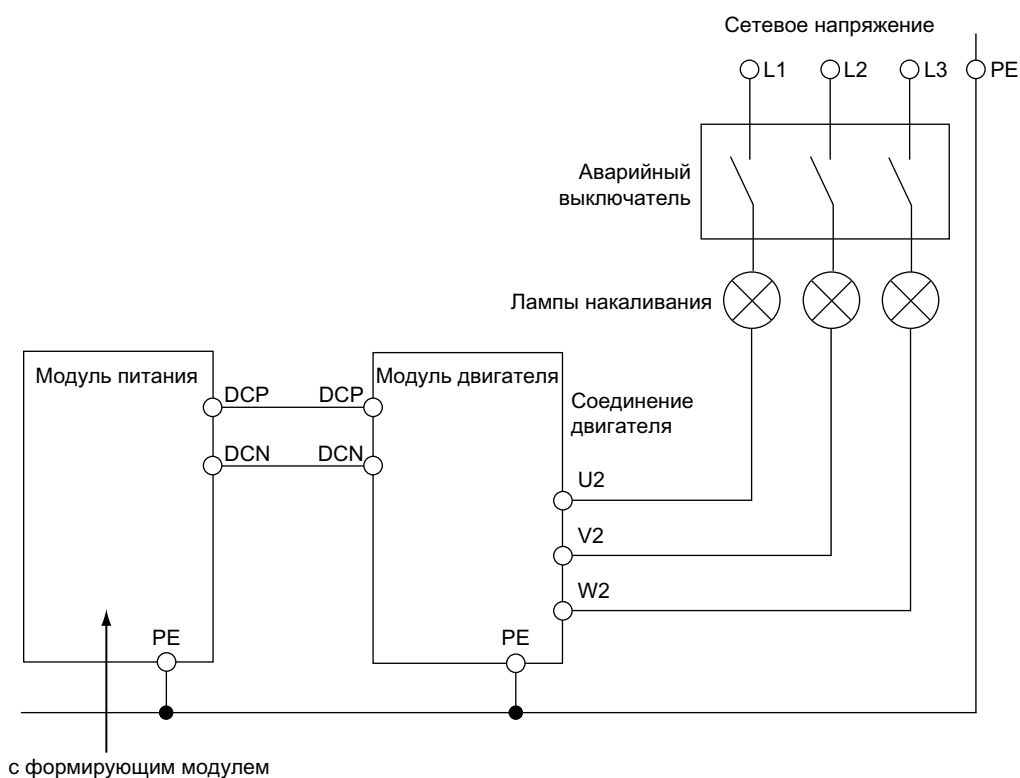 Сетевое напряжение
L1
L2
L3
PE
Аварийный
выключатель
Лампы накаливания
Модуль питания
DCP
DCN
PE
Модуль двигателя
DCP
DCN
PE
Соединение
двигателя
U2
V2
W2
с формирующим модулем